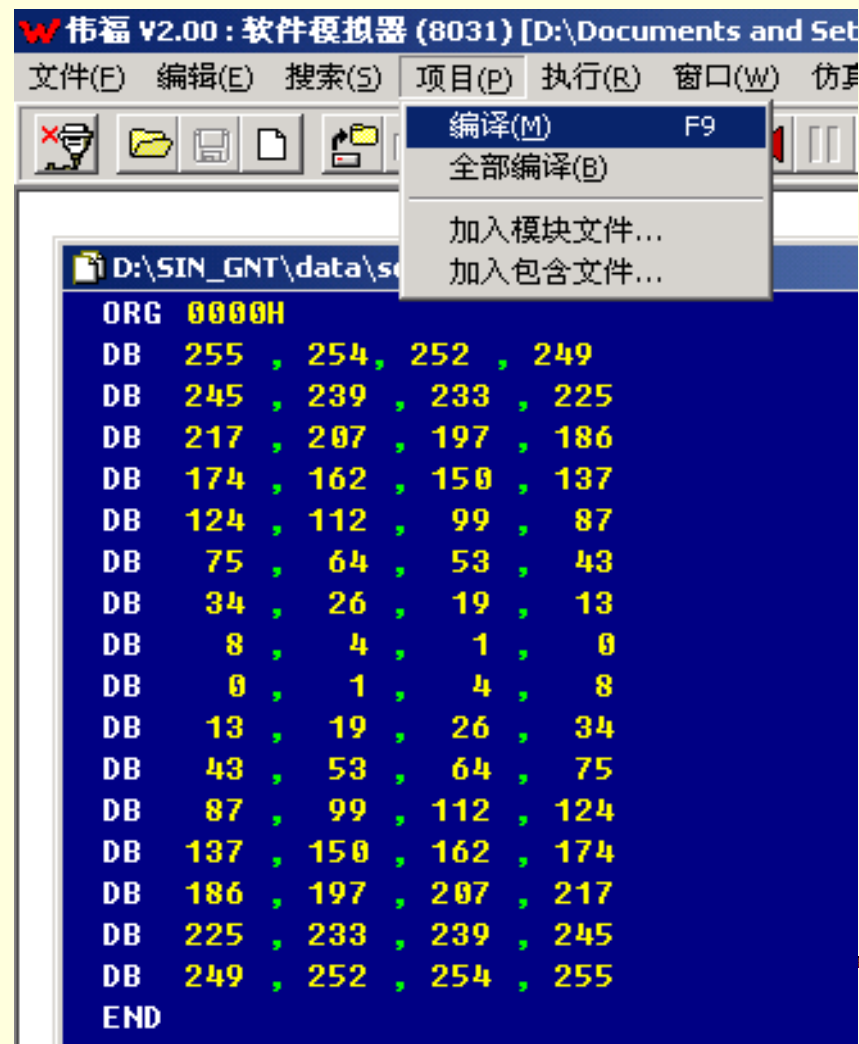 伟福 V2.00 : 软件模拟器 (8031) [D:\Documents and Set
文件(F) 编辑(E) 搜索(S) 项目(P) 执行(R) 窗口(W) 仿真
编译(M) F9
全部编译(B)
加入模块文件...
加入包含文件...
D:\SIN_GNT\data\s
ORG 0000H
DB 255 , 254, 252 , 249
DB 245 , 239 , 233 , 225
DB 217 , 207 , 197 , 186
DB 174 , 162 , 150 , 137
DB 124 , 112 , 99 , 87
DB 75 , 64 , 53 , 43
DB 34 , 26 , 19 , 13
DB 8 , 4 , 1 , 0
DB 0 , 1 , 4 , 8
DB 13 , 19 , 26 , 34
DB 43 , 53 , 64 , 75
DB 87 , 99 , 112 , 124
DB 137 , 150 , 162 , 174
DB 186 , 197 , 207 , 217
DB 225 , 233 , 239 , 245
DB 249 , 252 , 254 , 255
END